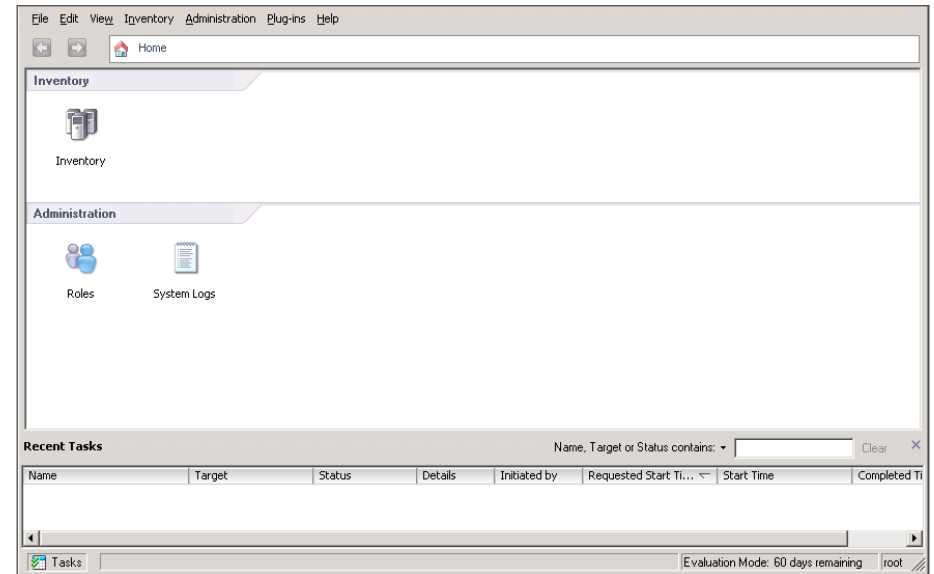 File Edit View Inventory Administration Plug-ins Help
Home
Inventory
Inventory
Administration
Roles System Logs
Recent Tasks Name, Target or Status contains: Clear
Name Target Status Details Initiated by Requested Start Ti... Start Time Completed Ti
Tasks Evaluation Mode: 60 days remaining root